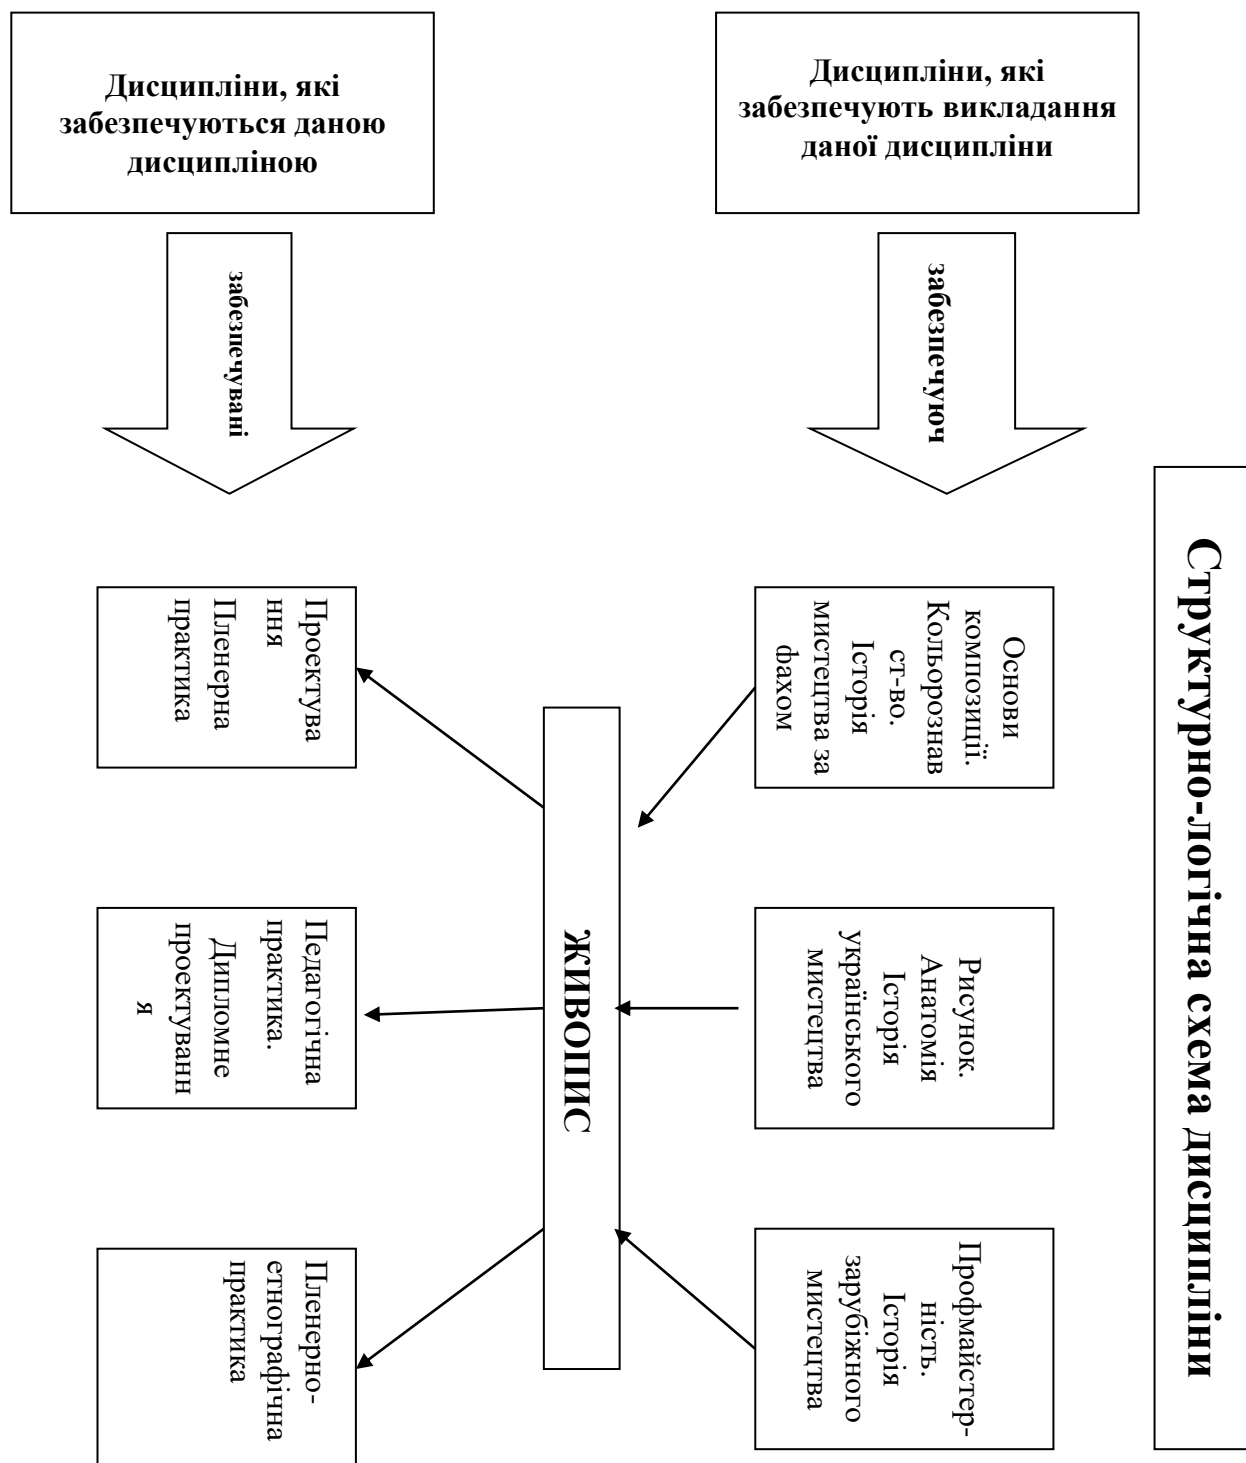 Структурно-логічна схема дисципліни
Дисципліни, які
забезпечують викладання
даної дисципліни
забезпечуюч
Основи
композиції.
Кольорознав
ст-во.
Історія
мистецтва за
фахом
Рисунок.
Анатомія
Історія
українського
мистецтва
Профмайстер-
ність.
Історія
зарубіжного
мистецтва
ЖИВОПИС
Дисципліни, які
забезпечуються даною
дисципліною
забезпечувані
Проектува
ння
Пленерна
практика
Педагогічна
практика.
Дипломне
проектуванн
я
Пленерно-
етнографічна
практика